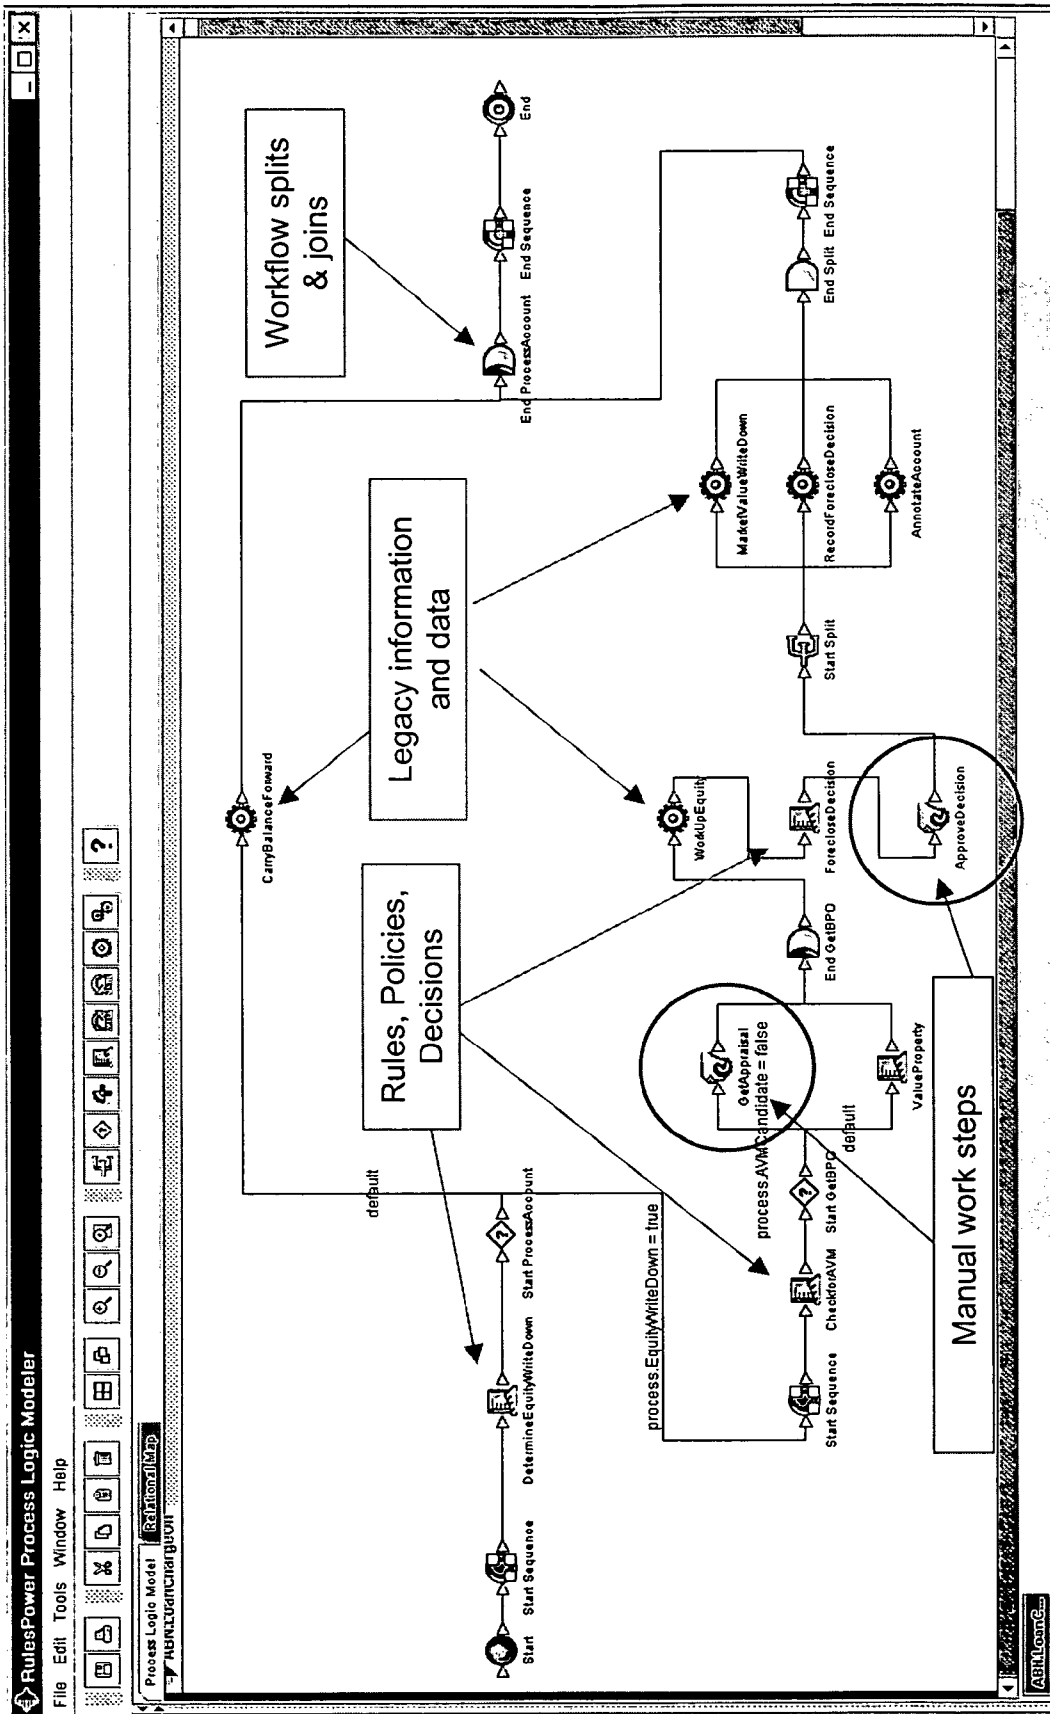 RulesPower Process Logic Modeler
File Edit Tools Window Help
Process Logic Model Relational Map
default
CarryBalanceForward
Rules, Policies,
Decisions
Legacy information
and data
Workflow splits
& joins
Start
Start Sequence
DetermineEquityWriteDown
Start ProcessAccount
End ProcessAccount
End Sequence
End
process.EquityWriteDown = true
GetAppraisal
process.AVMCandidate = false
default
WorkUpEquity
MarketValueWriteDown
Start Sequence
CheckforAVM
Start GetBPO
End GetBPO
ForecloseDecision
Start Split
RecordForecloseDecision
End Split
End Sequence
ValueProperty
ApproveDecision
AnnotateAccount
Manual work steps